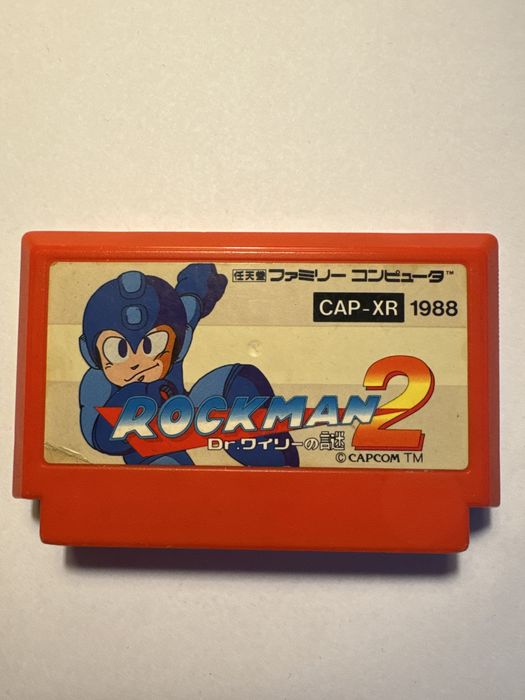 任天堂 ファミリー コンピュータ™
CAP-XR 1988
ROCKMAN 2
Dr.ワイリーの謎
©CAPCOM TM